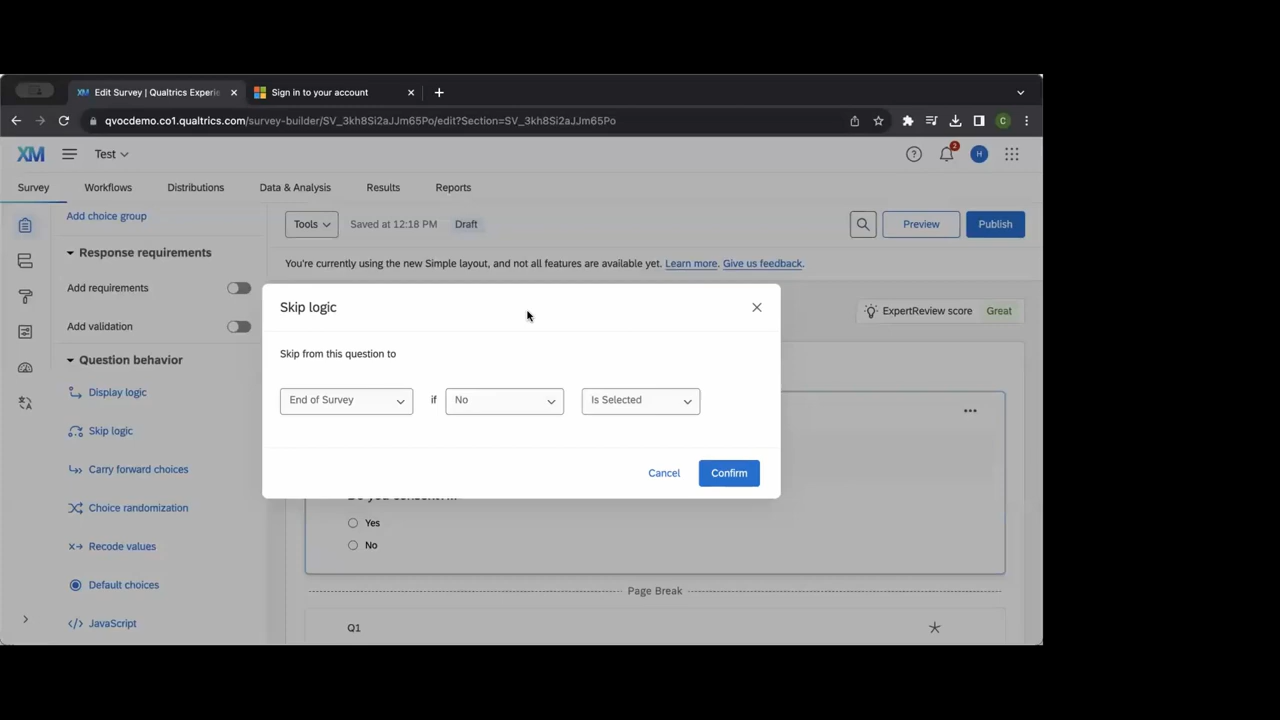 Edit Survey | Qualtrics Experie
Sign in to your account
qvocdemo.co1.qualtrics.com/survey-builder/SV_3kh8Si2aJJm65Po/edit?Section=SV_3kh8Si2aJJm65Po
C
XM
Test
2
H
Survey
Workflows
Distributions
Data & Analysis
Results
Reports
Add choice group
Tools
Saved at 12:18 PM
Draft
Preview
Publish
Response requirements
You're currently using the new Simple layout, and not all features are available yet. Learn more. Give us feedback.
Add requirements
Skip logic
ExpertReview score
Great
Add validation
Skip from this question to
Question behavior
Display logic
End of Survey
if
No
Is Selected
Skip logic
Carry forward choices
Cancel
Confirm
Choice randomization
Yes
Recode values
No
Default choices
Page Break
JavaScript
Q1